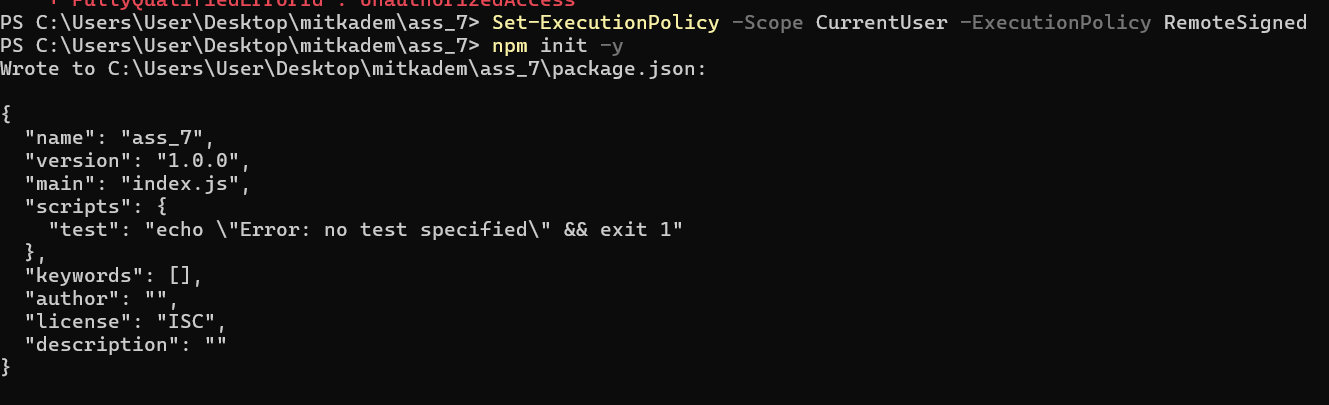 + FullyQualifiedErrorId : UnauthorizedAccess
PS C:\Users\User\Desktop\mitkadem\ass_7> Set-ExecutionPolicy -Scope CurrentUser -ExecutionPolicy RemoteSigned
PS C:\Users\User\Desktop\mitkadem\ass_7> npm init -y
Wrote to C:\Users\User\Desktop\mitkadem\ass_7\package.json:

{
  "name": "ass_7",
  "version": "1.0.0",
  "main": "index.js",
  "scripts": {
    "test": "echo \"Error: no test specified\" && exit 1"
  },
  "keywords": [],
  "author": "",
  "license": "ISC",
  "description": ""
}